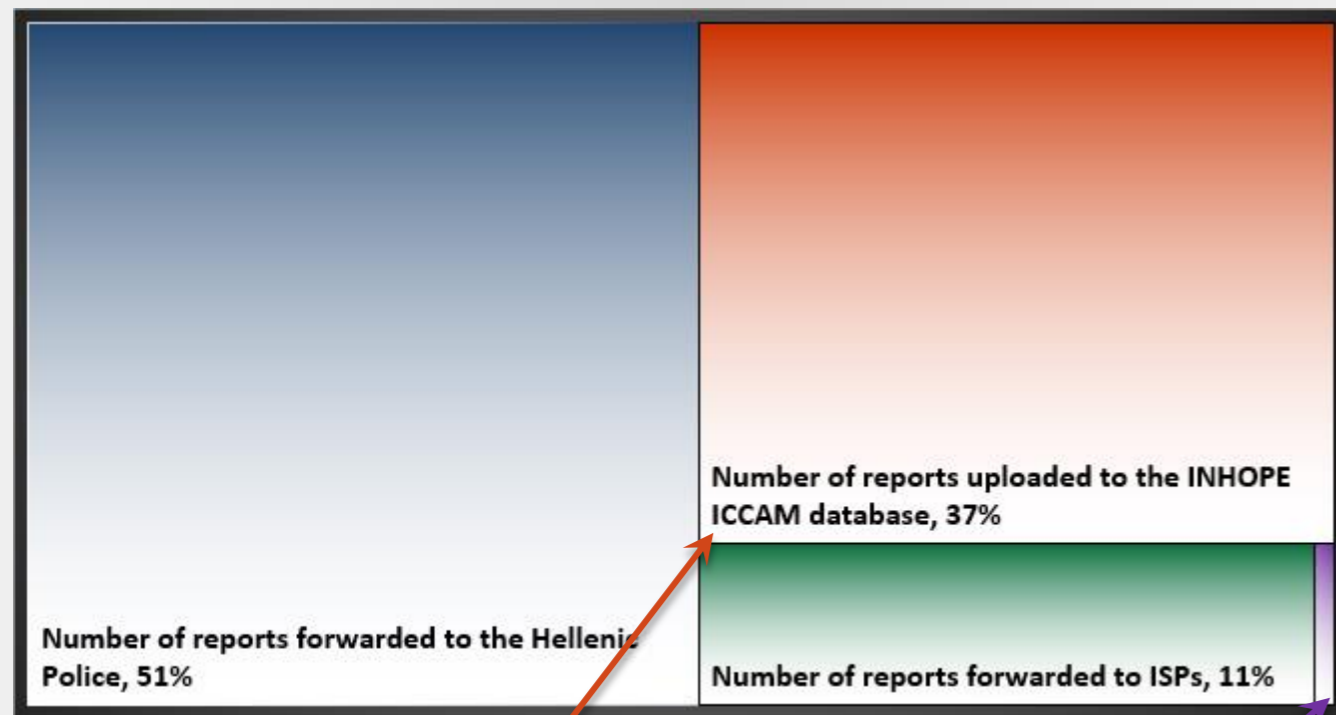 Number of reports forwarded to the Hellenic
Police, 51%
Number of reports uploaded to the INHOPE
ICCAM database, 37%
Number of reports forwarded to ISPs, 11%